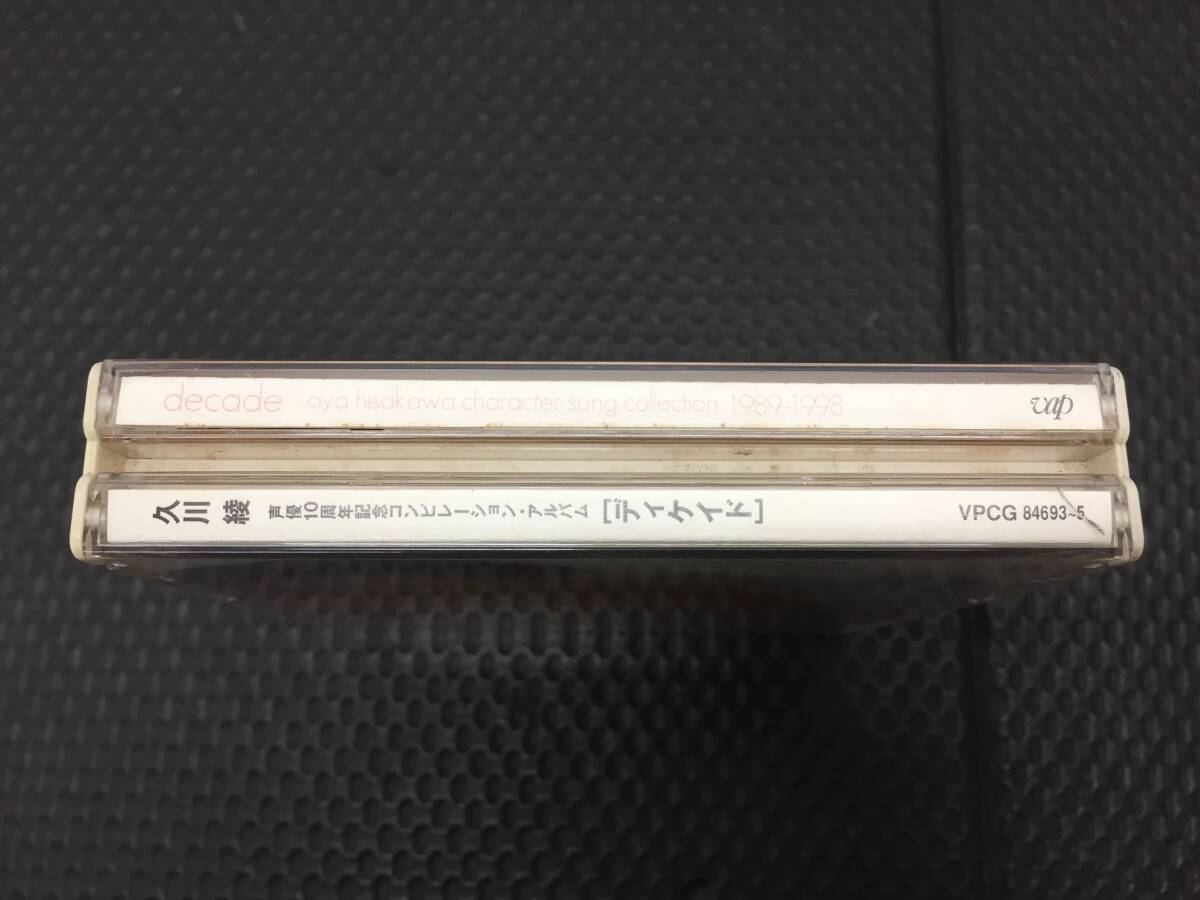 decade aya hisakawa character song collection 1989-1998 vap
久川 綾 声優10周年記念コンピレーション・アルバム [ディケイド] VPCG 84693~5